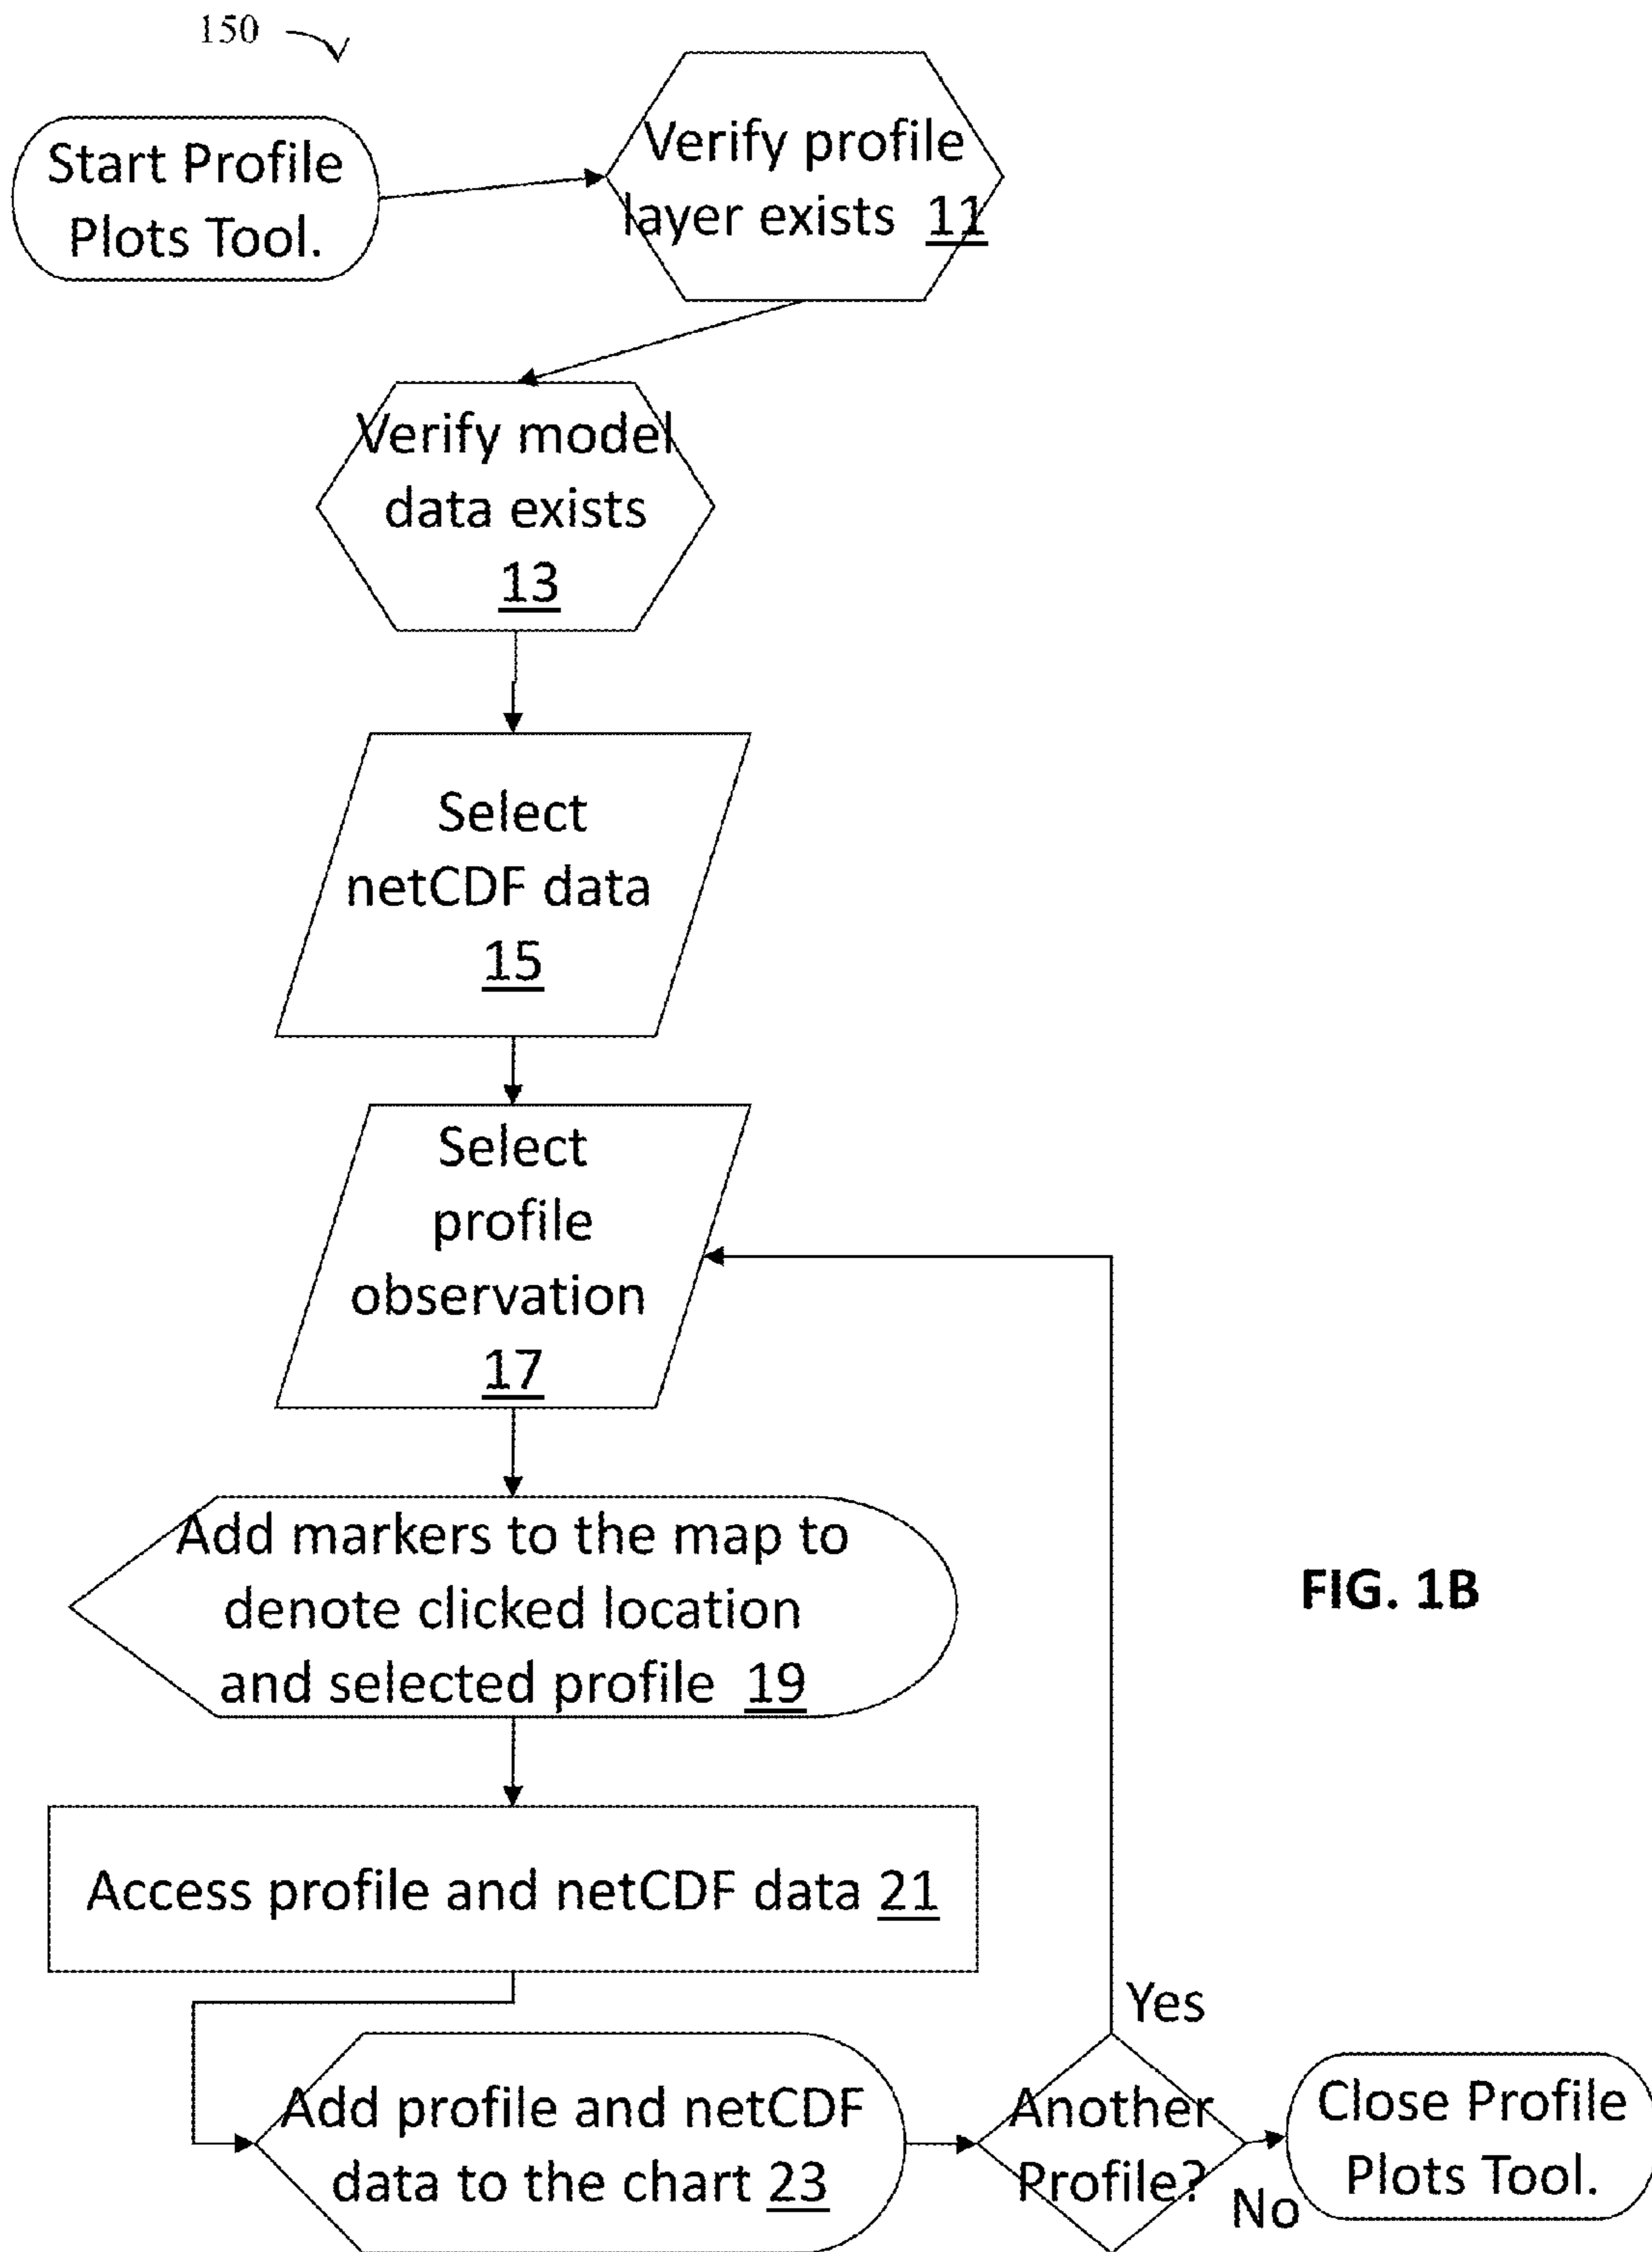 150
Start Profile
Plots Tool.
Verify profile
layer exists 11
Verify model
data exists
13
Select
netCDF data
15
Select
profile
observation
17
Add markers to the map to
denote clicked location
and selected profile 19
FIG. 1B
Access profile and netCDF data 21
Add profile and netCDF
data to the chart 23
Yes
Another
Profile?
No
Close Profile
Plots Tool.